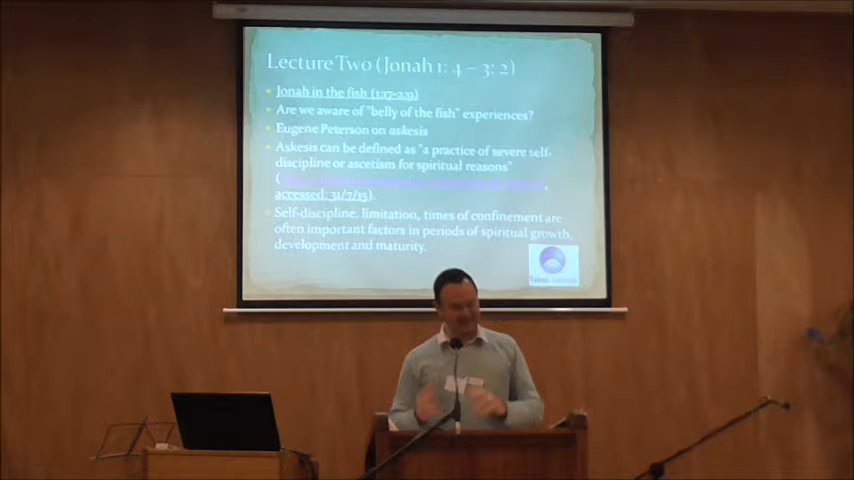 Lecture Two (Jonah 1: 4 – 3: 2)
Jonah in the fish (1:17-2:9)
Are we aware of "belly of the fish" experiences?
Eugene Peterson on askesis
Askesis can be defined as "a practice of severe self-
discipline or asceticism for spiritual reasons"
(
accessed: 31/7/15).
Self-discipline, limitation, times of confinement are
often important factors in periods of spiritual growth,
development and maturity.